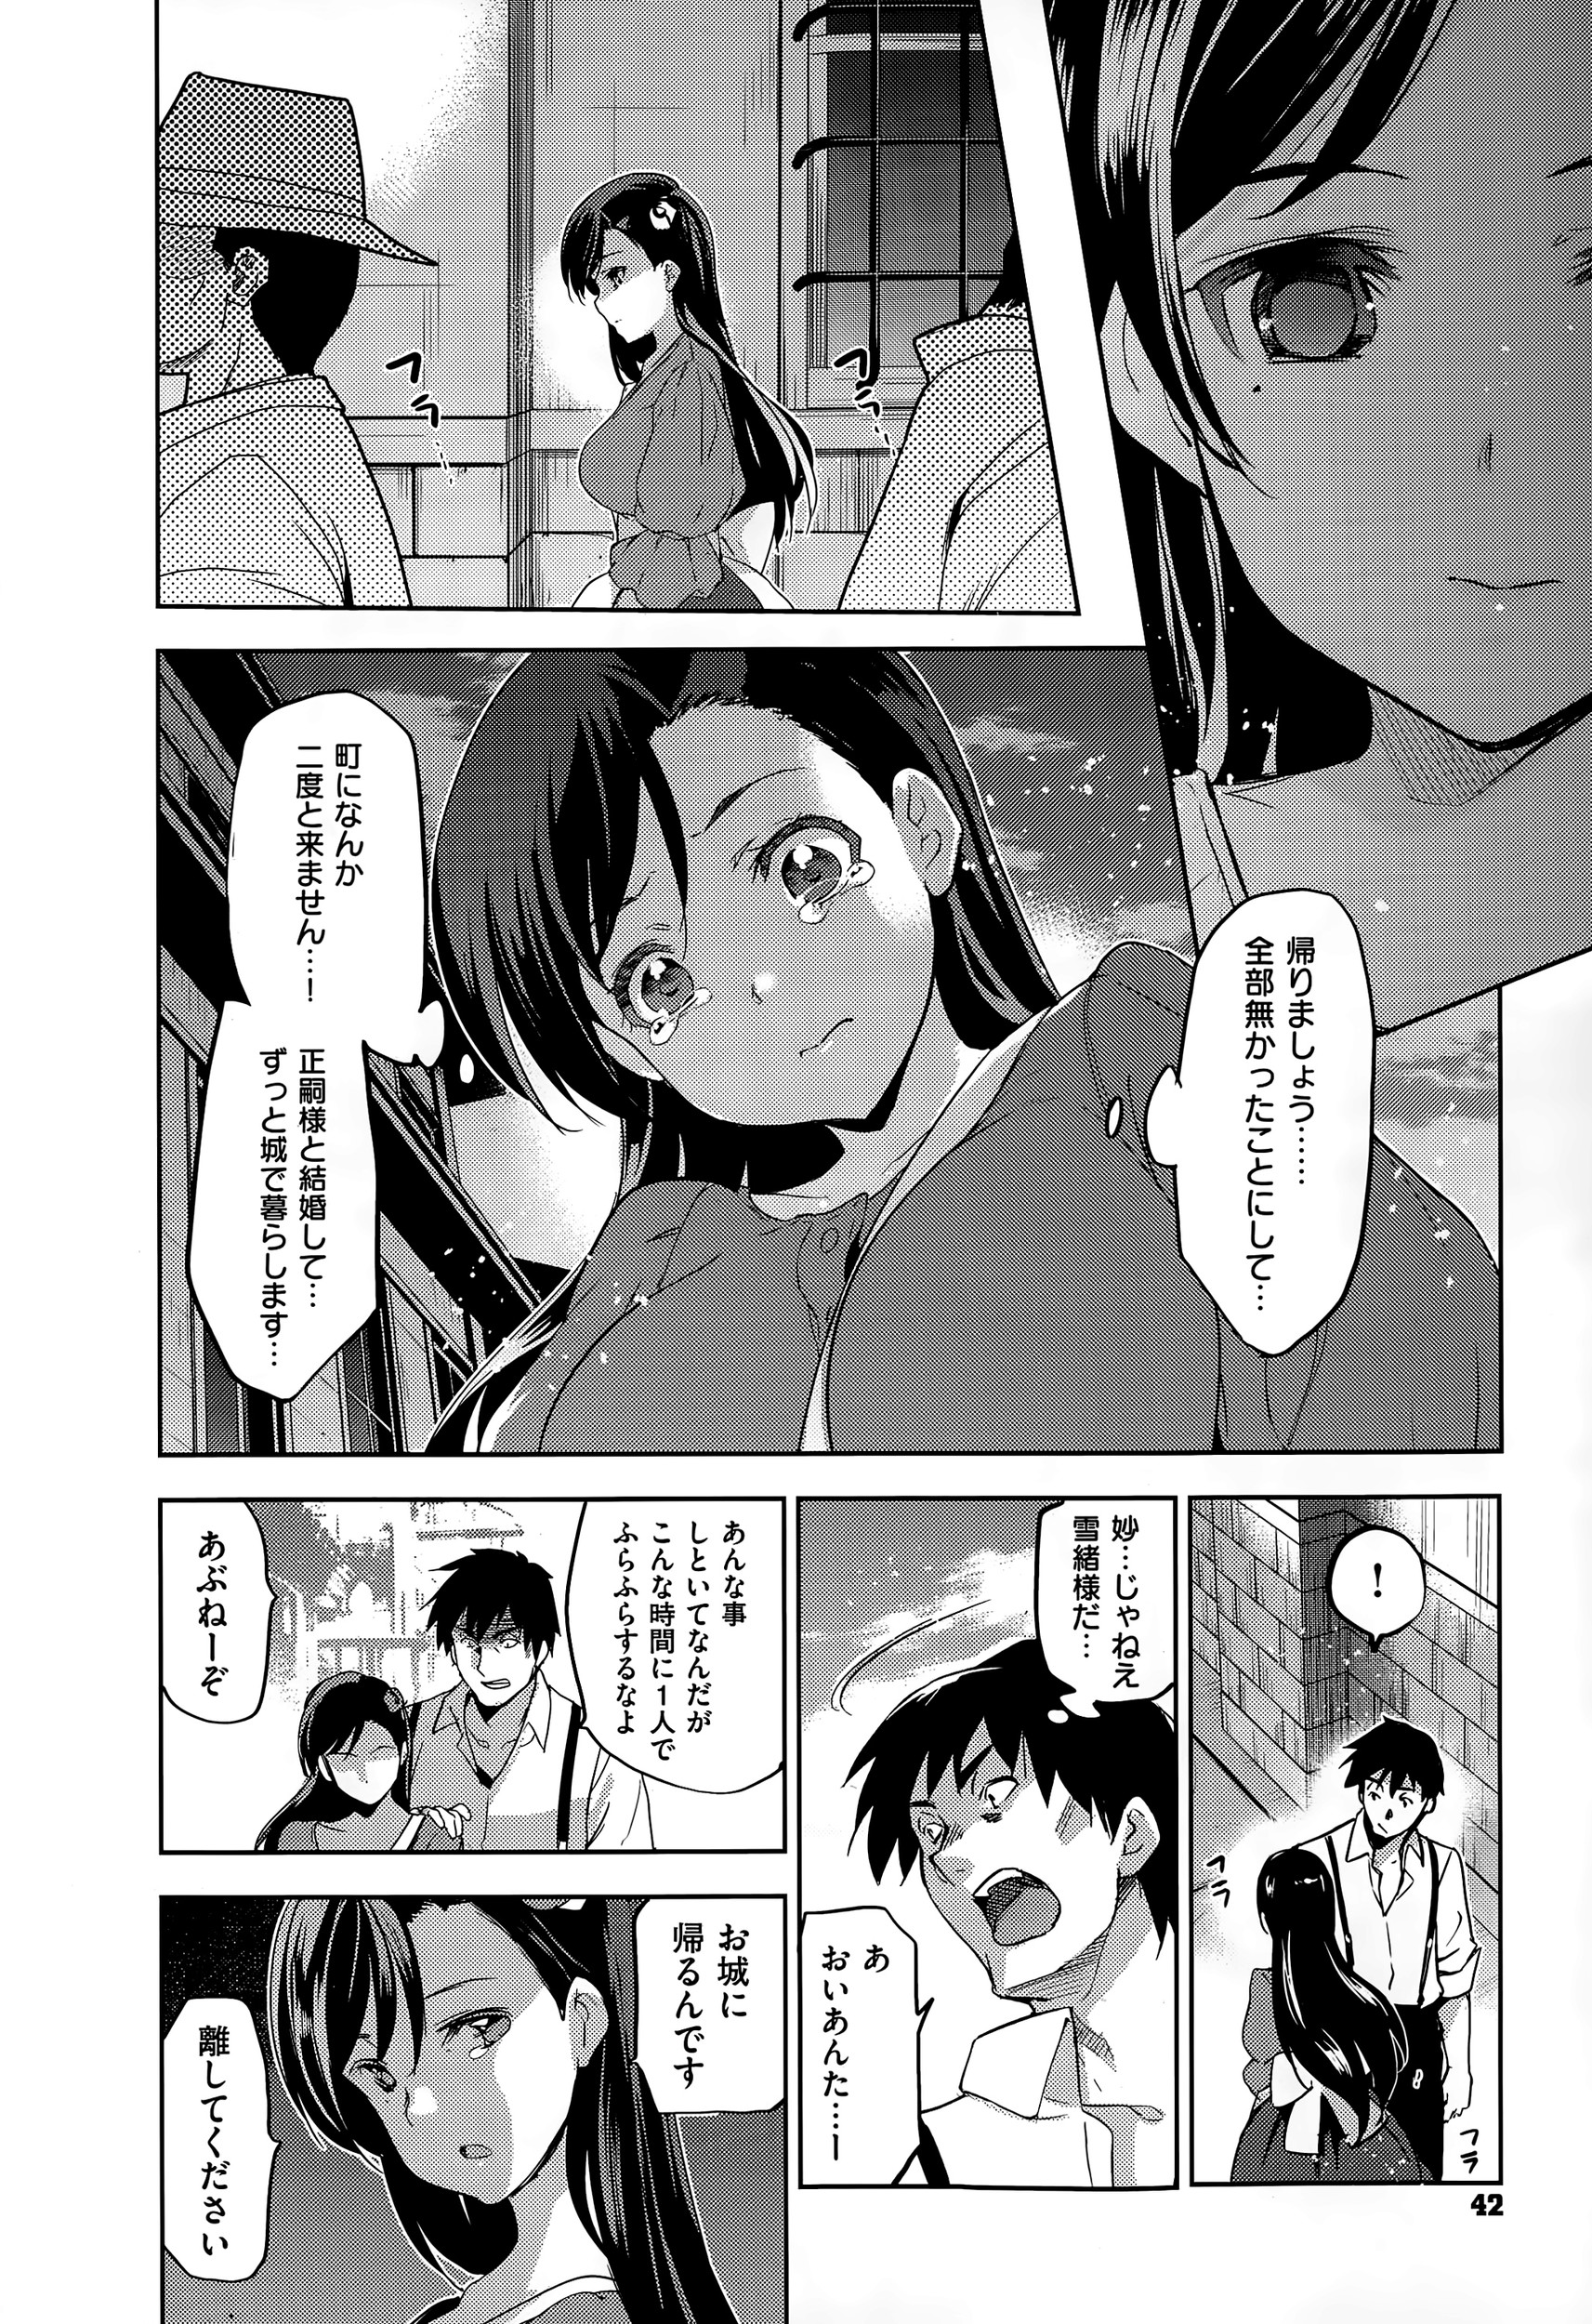 フラ
フラ
帰りましょう……
全部無かったことにして…
町になんか
二度と来ません…!
正嗣様と結婚して…
ずっと城で暮らします…
!
フラ
フラ
妙…じゃねえ
雪緒様だ…
あ
おいあんた…ー
あんな事
しといてなんだが
こんな時間に1人で
ふらふらするなよ
あぶねーぞ
お城に
帰るんです
離してください
42